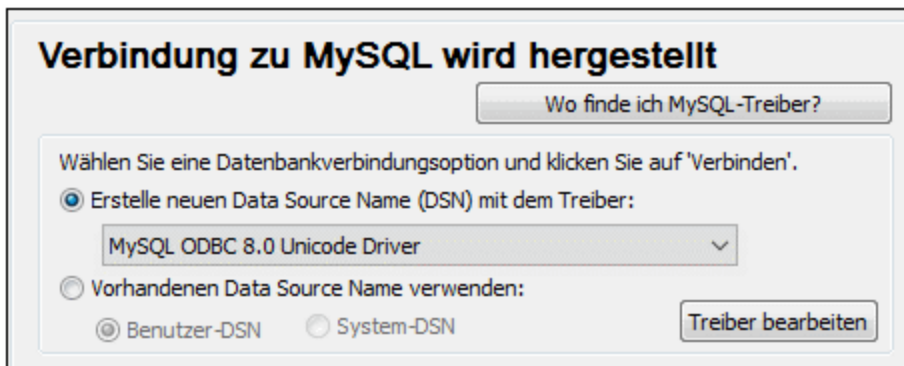 Verbindung zu MySQL wird hergestellt
Wo finde ich MySQL-Treiber?
Wählen Sie eine Datenbankverbindungsoption und klicken Sie auf 'Verbinden'.
Erstelle neuen Data Source Name (DSN) mit dem Treiber:
MySQL ODBC 8.0 Unicode Driver
Vorhandenen Data Source Name verwenden:
Benutzer-DSN System-DSN Treiber bearbeiten